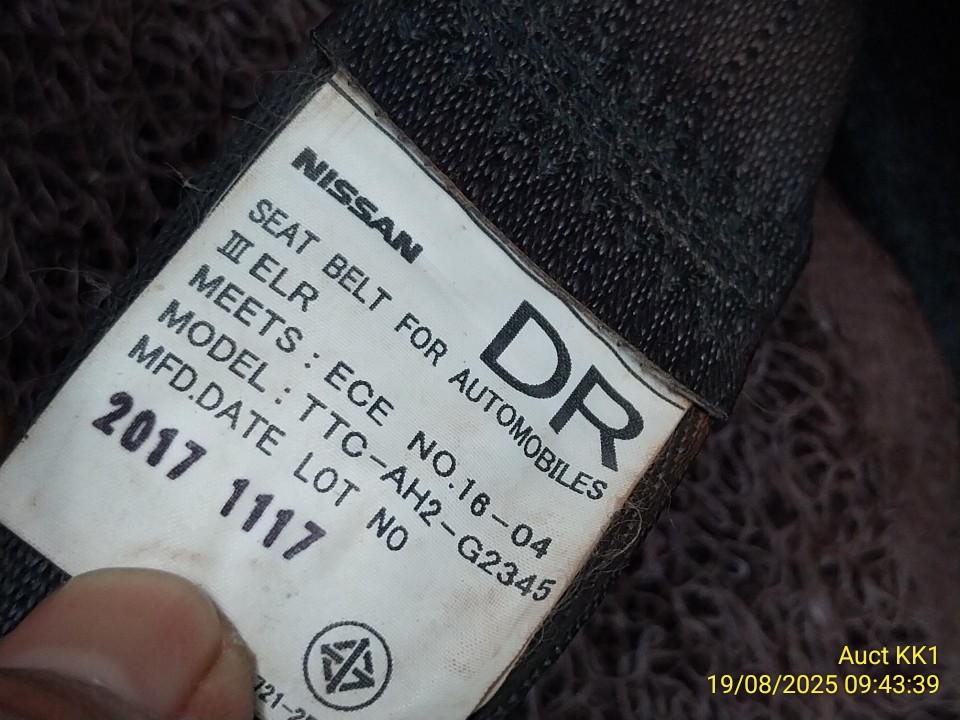 NISSAN
DR
SEAT BELT FOR AUTOMOBILES
Ⅲ ELR
MEETS : ECE NO.16-04
MODEL : TTC-AH2-G2345
MFD.DATE LOT NO
2017 1117
Auct KK1
19/08/2025 09:43:39